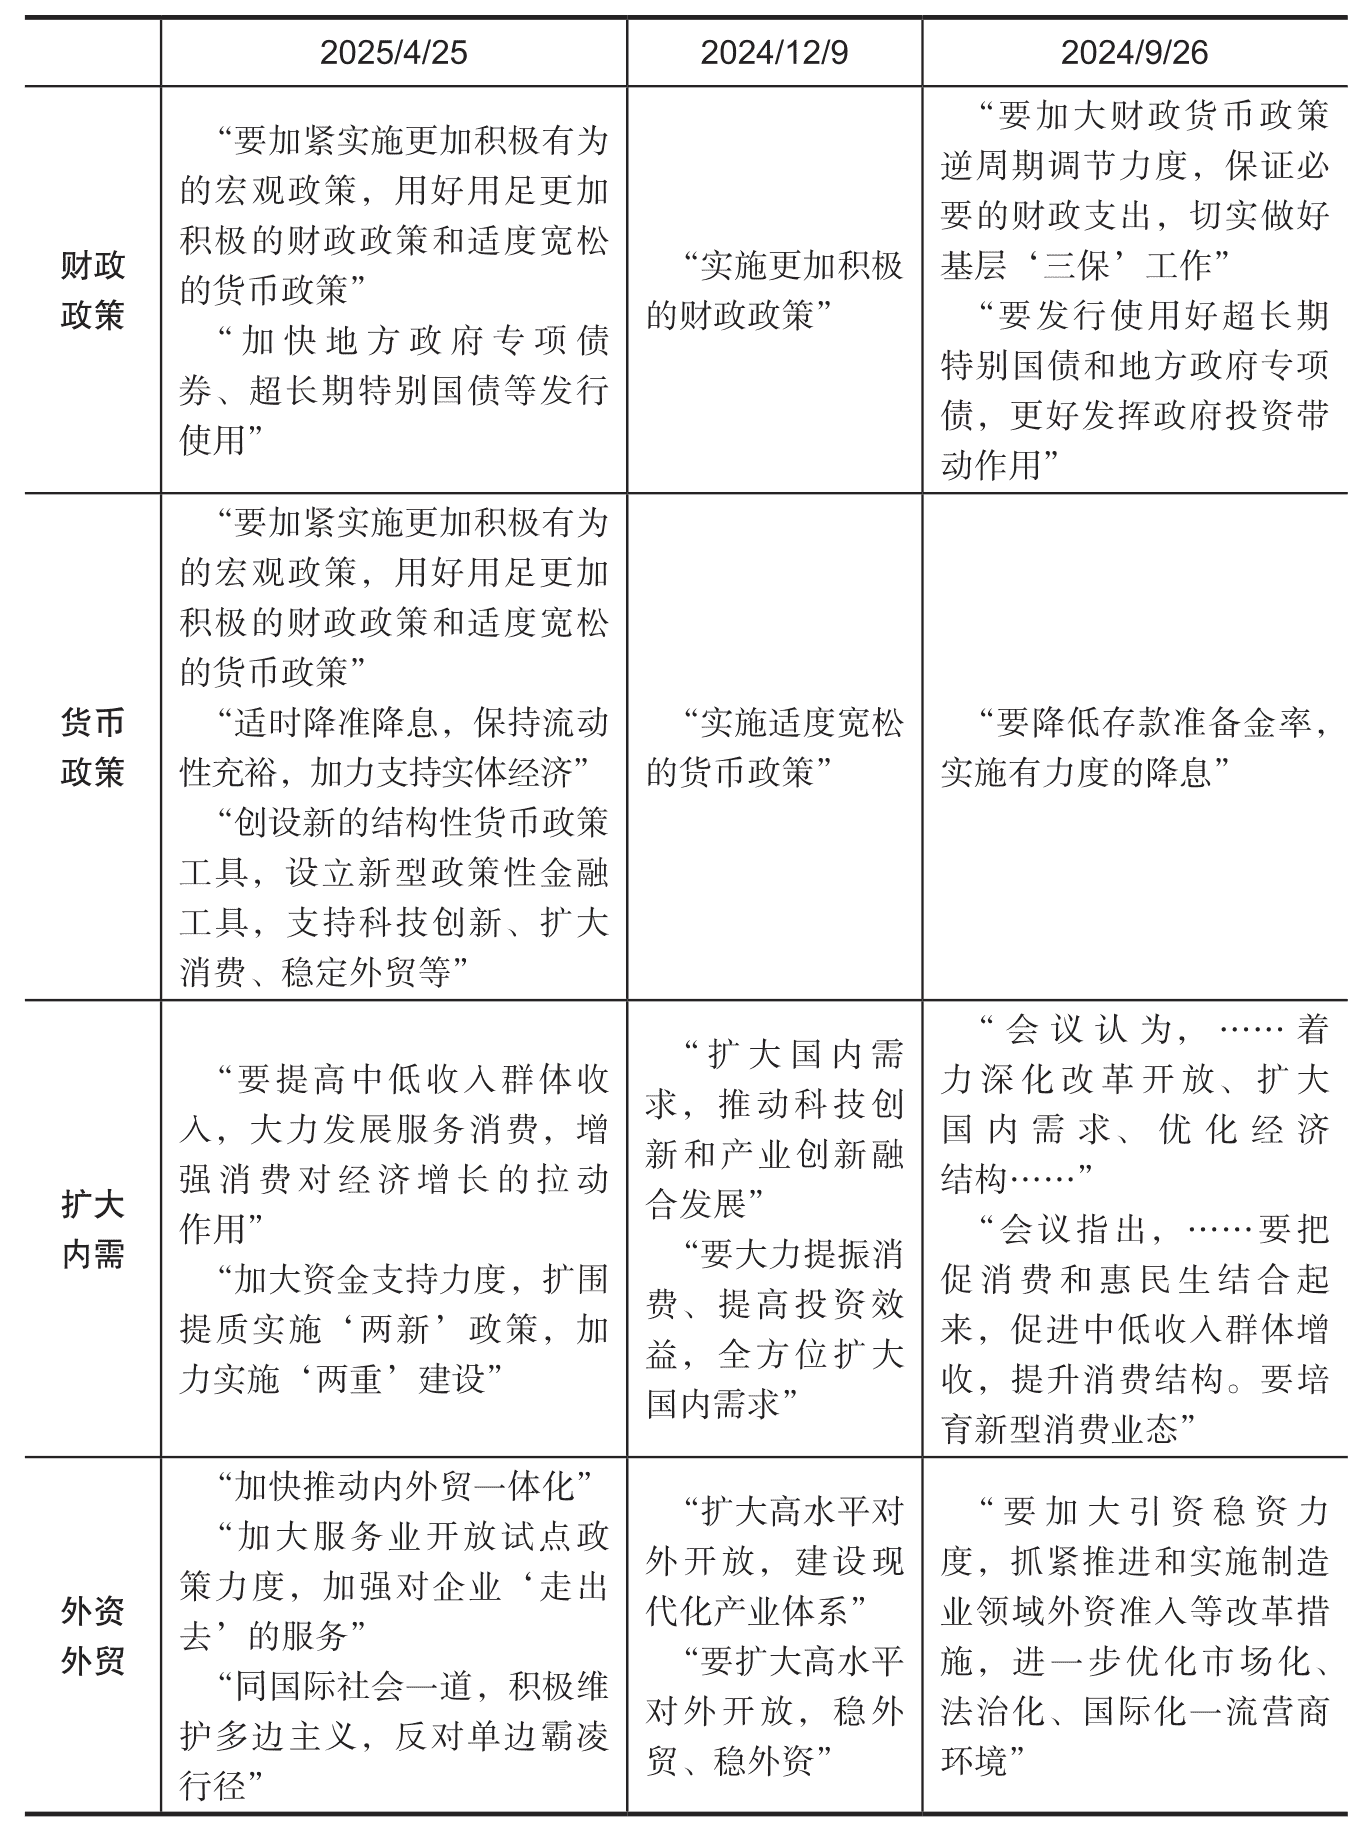 2025/4/25
2024/12/9
2024/9/26
财政
政策
“要加紧实施更加积极有为
的宏观政策，用好用足更加
积极的财政政策和适度宽松
的货币政策”
“加快地方政府专项债
券、超长期特别国债等发行
使用”
“实施更加积极
的财政政策”
“要加大财政货币政策
逆周期调节力度，保证必
要的财政支出，切实做好
基层‘三保’工作”
“要发行使用好超长期
特别国债和地方政府专项
债，更好发挥政府投资带
动作用”
货币
政策
“要加紧实施更加积极有为
的宏观政策，用好用足更加
积极的财政政策和适度宽松
的货币政策”
“适时降准降息，保持流动
性充裕，加力支持实体经济”
“创设新的结构性货币政策
工具，设立新型政策性金融
工具，支持科技创新、扩大
消费、稳定外贸等”
“实施适度宽松
的货币政策”
“要降低存款准备金率，
实施有力度的降息”
扩大
内需
“要提高中低收入群体收
入，大力发展服务消费，增
强消费对经济增长的拉动
作用”
“加大资金支持力度，扩围
提质实施‘两新’政策，加
力实施‘两重’建设”
“扩大国内需
求，推动科技创
新和产业创新融
合发展”
“要大力提振消
费、提高投资效
益，全方位扩大
国内需求”
“会议认为，……着
力深化改革开放、扩大
国内需求、优化经济
结构……”
“会议指出，……要把
促消费和惠民生结合起
来，促进中低收入群体增
收，提升消费结构。要培
育新型消费业态”
外资
外贸
“加快推动内外贸一体化”
“加大服务业开放试点政
策力度，加强对企业‘走出
去’的服务”
“同国际社会一道，积极维
护多边主义，反对单边霸凌
行径”
“扩大高水平对
外开放，建设现
代化产业体系”
“要扩大高水平
对外开放，稳外
贸、稳外资”
“要加大引资稳资力
度，抓紧推进和实施制造
业领域外资准入等改革措
施，进一步优化市场化、
法治化、国际化一流营商
环境”